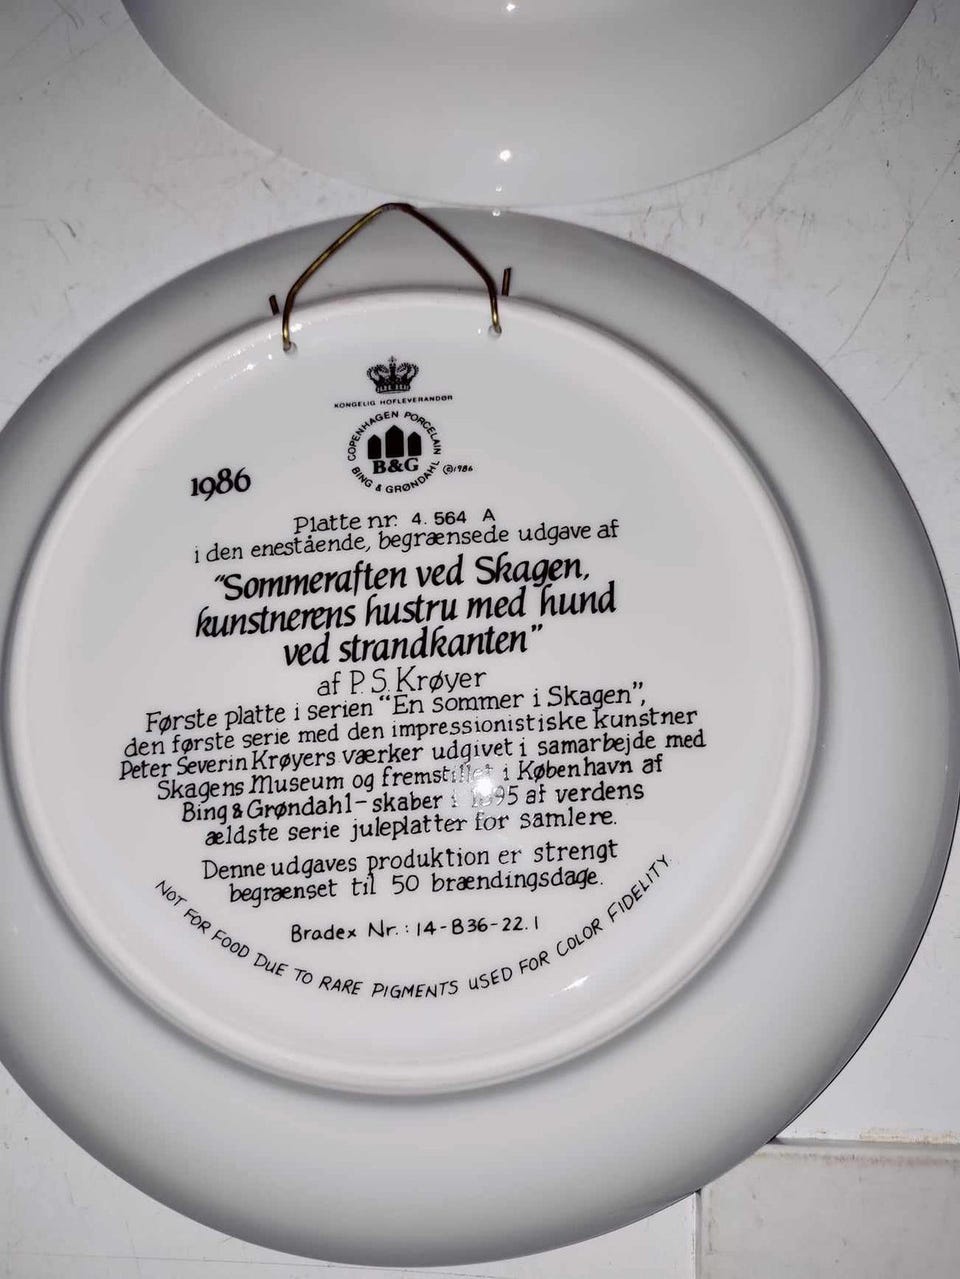 KONGELIG HOFLEVERANDØR
COPENHAGEN PORCELAIN
B&G
BING & GRØNDAHL
©1986
1986
Platte nr. 4.564 A
i den enestående, begrænsede udgave af
"Sommeraften ved Skagen,
kunstnerens hustru med hund
ved strandkanten"
af P.S. Krøyer
Første platte i serien "En sommer i Skagen",
den første serie med den impressionistiske kunstner
Peter Severin Krøyers værker udgivet i samarbejde med
Skagens Museum og fremstillet i København af
Bing & Grøndahl – skaber i 1895 af verdens
ældste serie juleplatter for samlere.
Denne udgaves produktion er strengt
begrænset til 50 brændingsdage.
Bradex Nr.: 14-B36-22.1
NOT FOR FOOD DUE TO RARE PIGMENTS USED FOR COLOR FIDELITY.